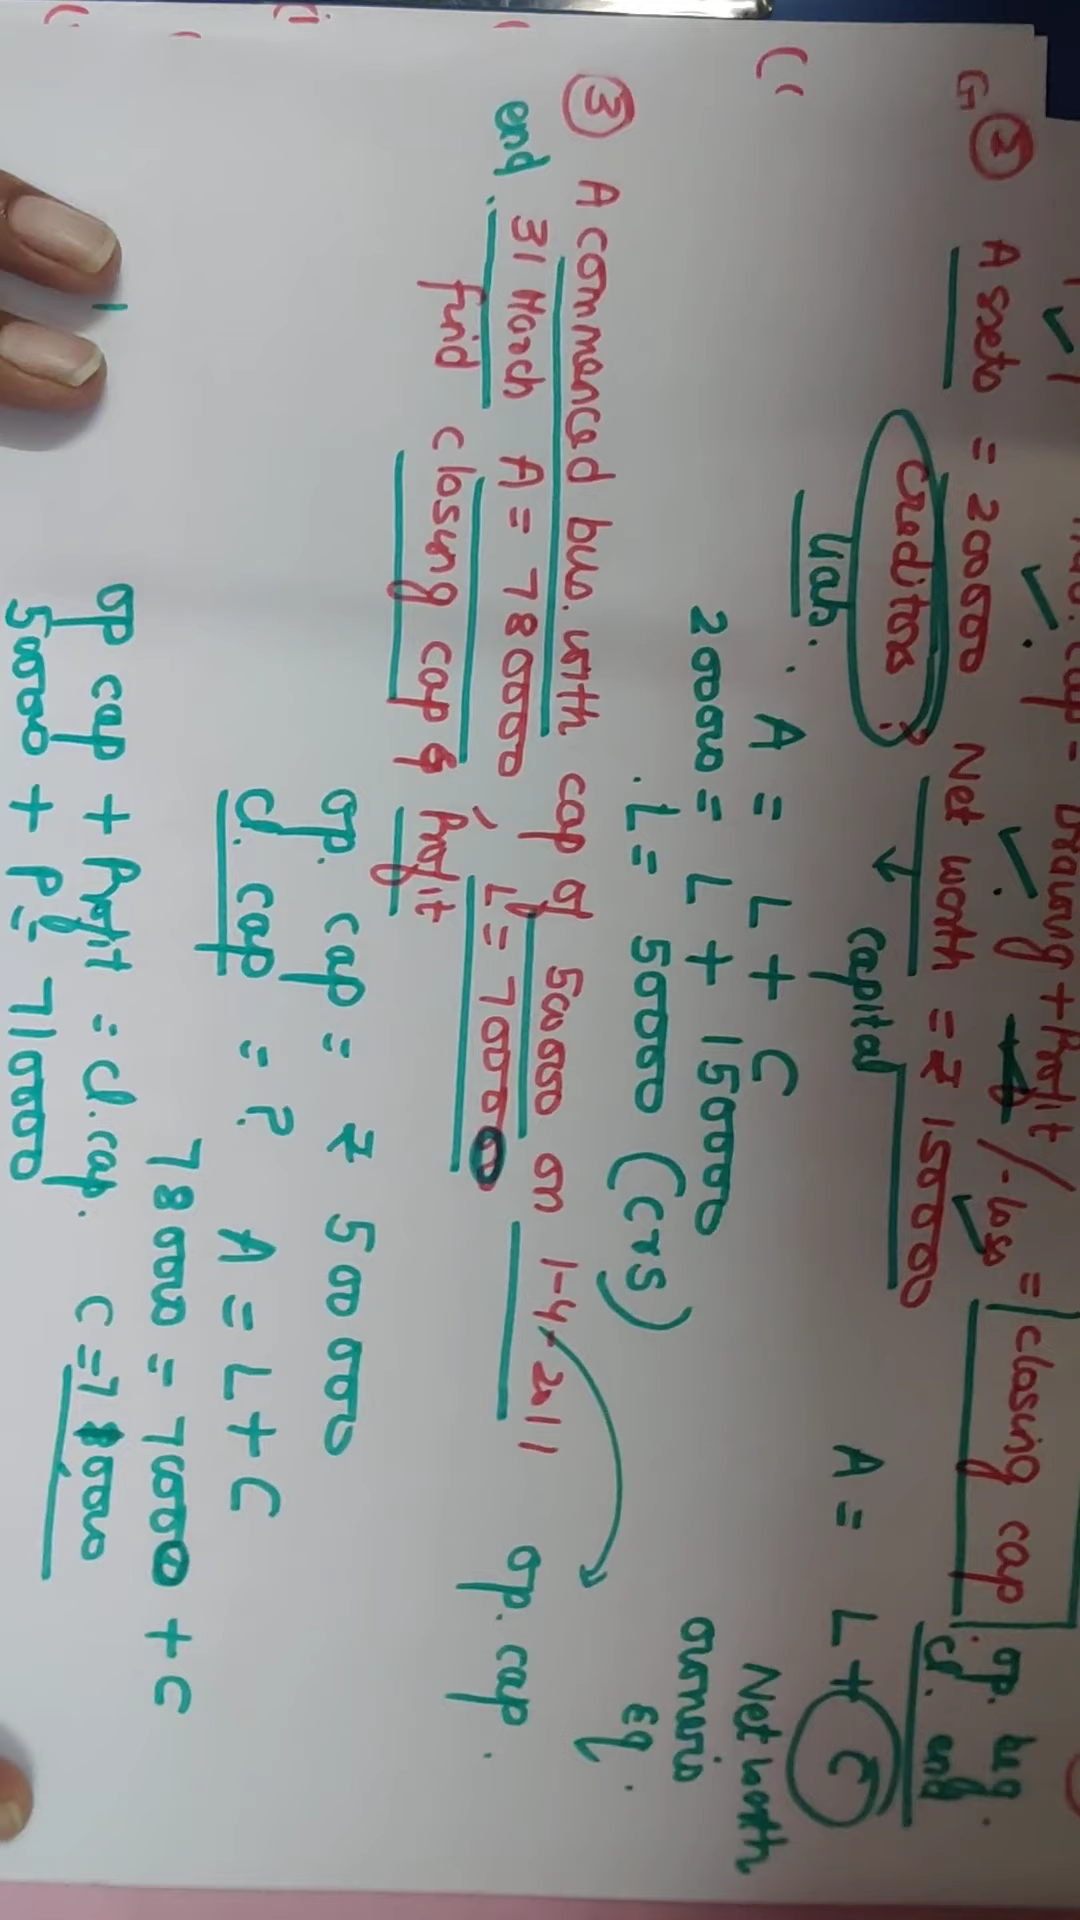 cap = Drawing + Profit / - loss = closing cap
op. beg.
cl. end
G ② Assets = 200000 Net worth = ₹ 150000
creditors ?
↓
capital
A = L + C
Liab.
A = L + C
Net worth
200000 = L + 150000
owners
L = 50000 (crs)
Eq.
③ A commenced bus. with cap of 500000 on 1-4-2011
end. 31 March A = 780000, L = 70000
op. cap.
find closing cap & Profit
op. cap = ₹ 500000
cl. cap = ?
A = L + C
780000 = 70000 + C
op cap + Profit = cl. cap.
C = 710000
500000 + P = 710000